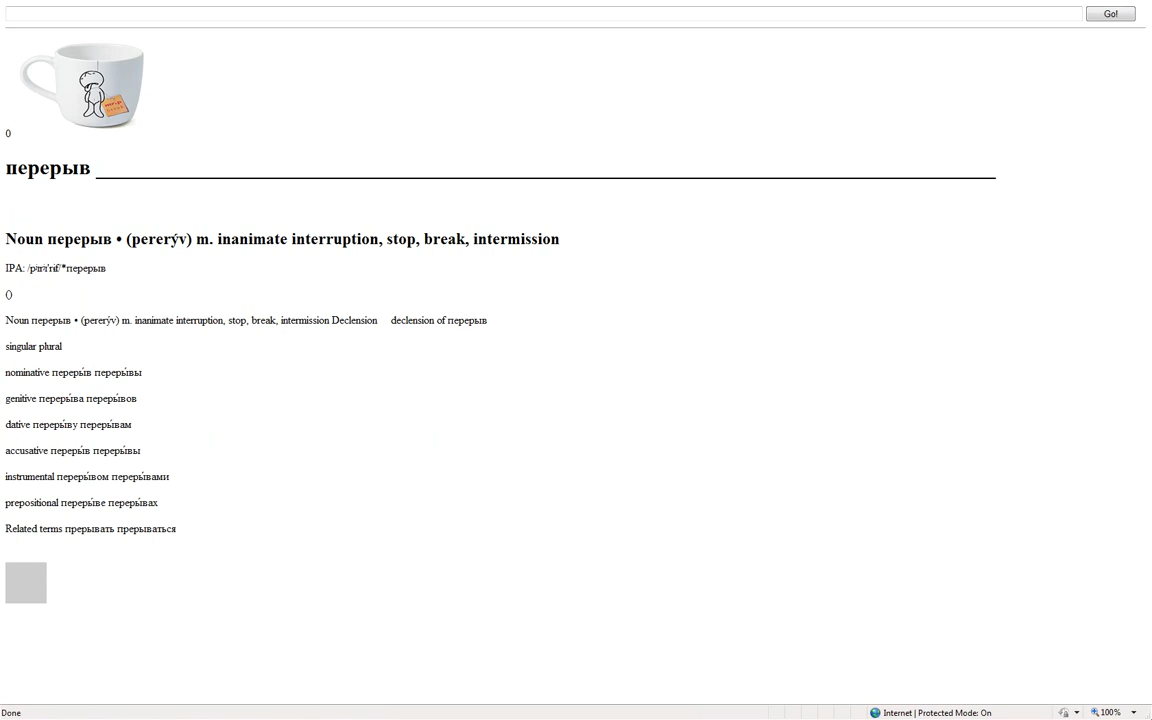 Go!
0
перерыв
Noun перерыв • (pererýv) m. inanimate interruption, stop, break, intermission
*перерыв
()
Noun перерыв • (pererýv) m. inanimate interruption, stop, break, intermission Declension declension of перерыв
singular plural
nominative переры́в переры́вы
genitive переры́ва переры́вов
dative переры́ву переры́вам
accusative переры́в переры́вы
instrumental переры́вом переры́вами
prepositional переры́ве переры́вах
Related terms прерывать прерываться
Done Internet | Protected Mode: On 100%